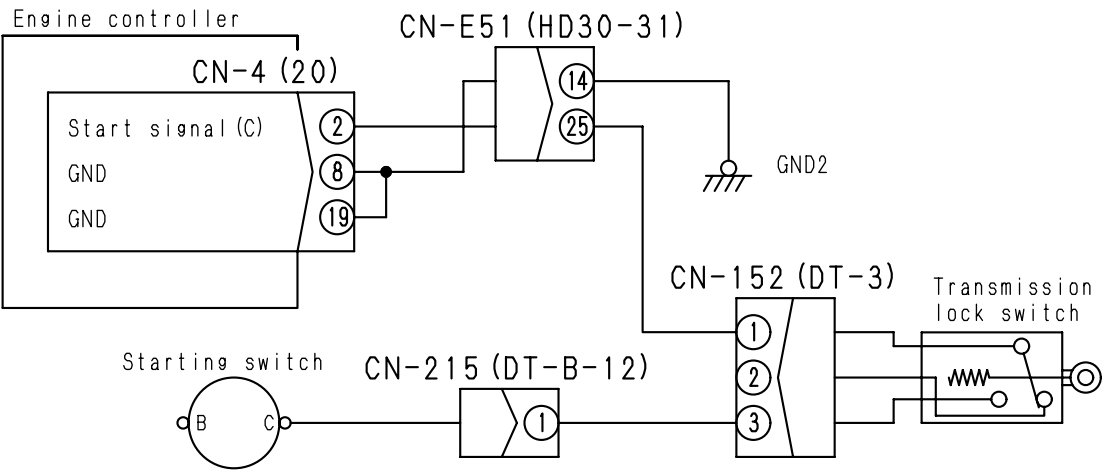 Engine controller
CN-E51 (HD30-31)
CN-4 (20)
14
Start signal (C)
2
25
GND
8
GND2
GND
19
CN-152 (DT-3)
Transmission
lock switch
1
Starting switch
CN-215 (DT-B-12)
2
B
C
1
3